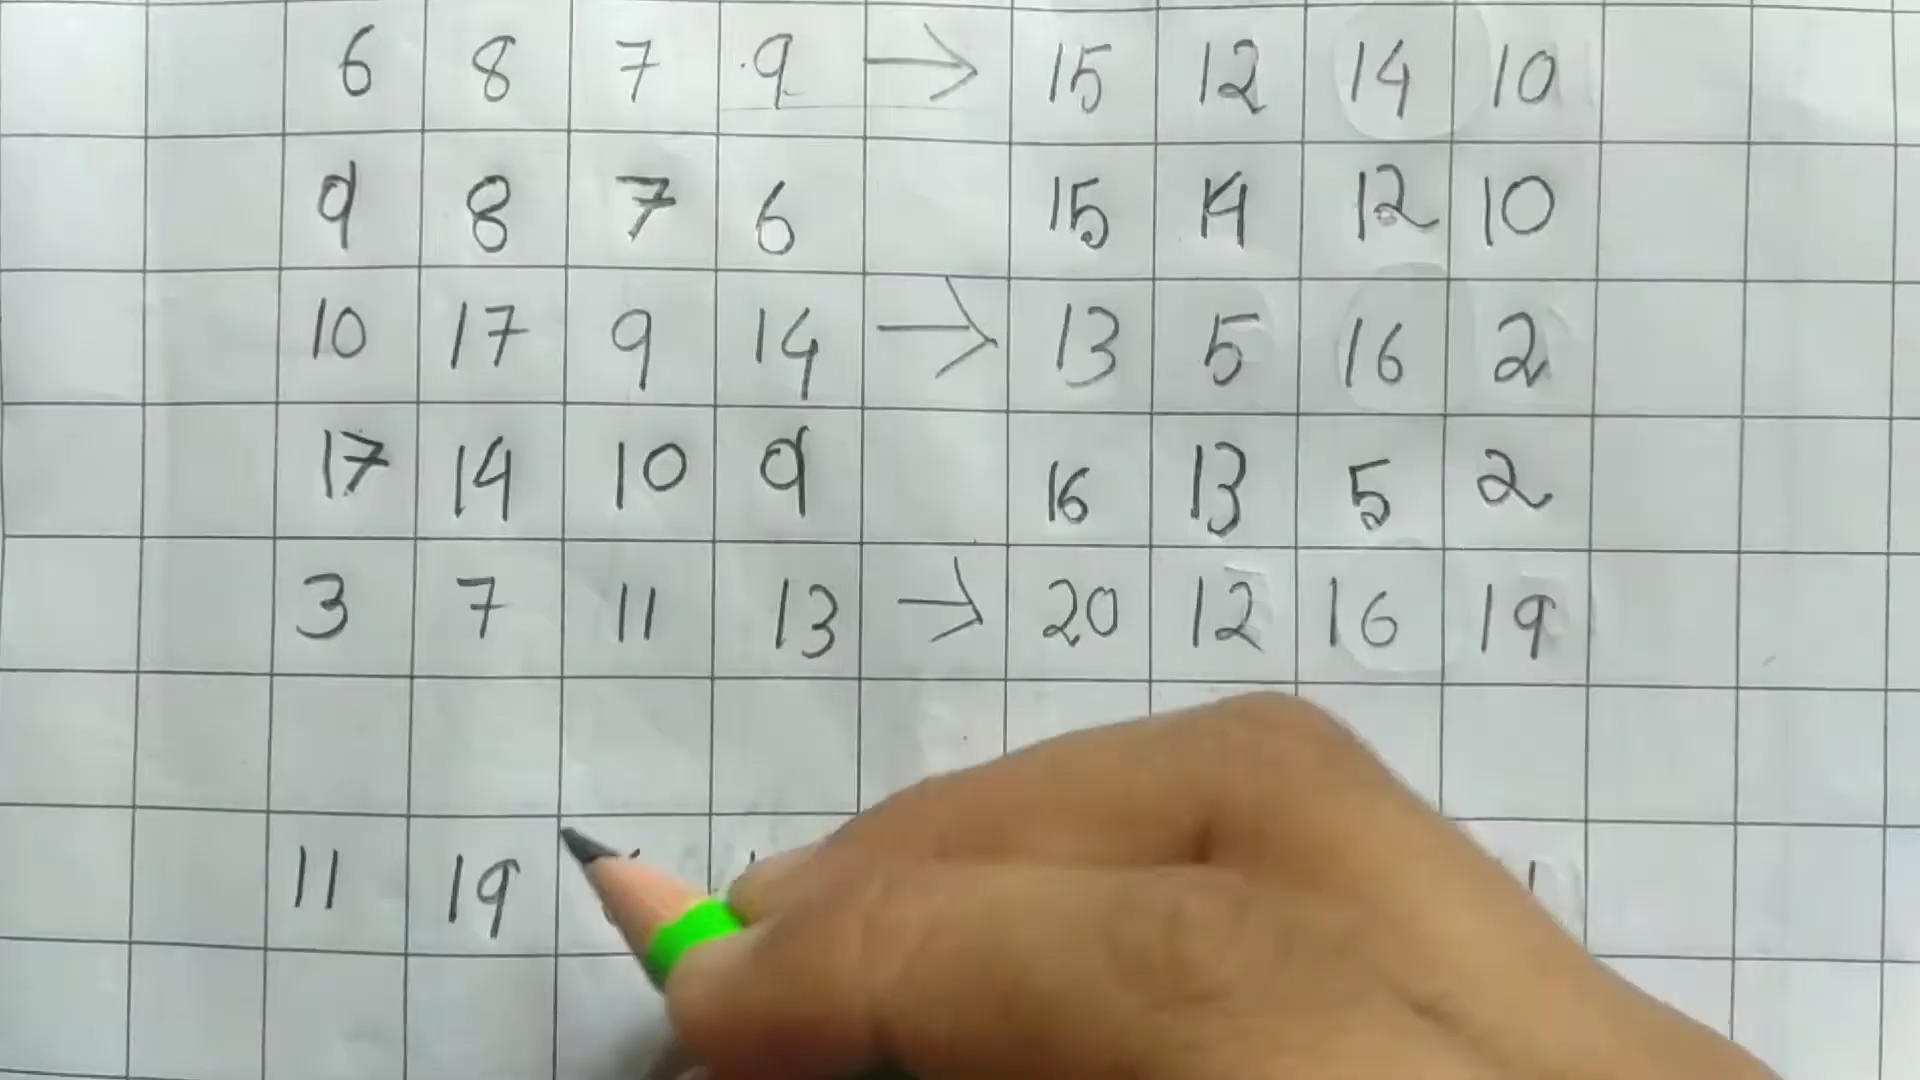 6 8 7 9 → 15 12 14 10
9 8 7 6 15 14 12 10
10 17 9 14 → 13 5 16 2
17 14 10 9 16 13 5 2
3 7 11 13 → 20 12 16 19
11 19